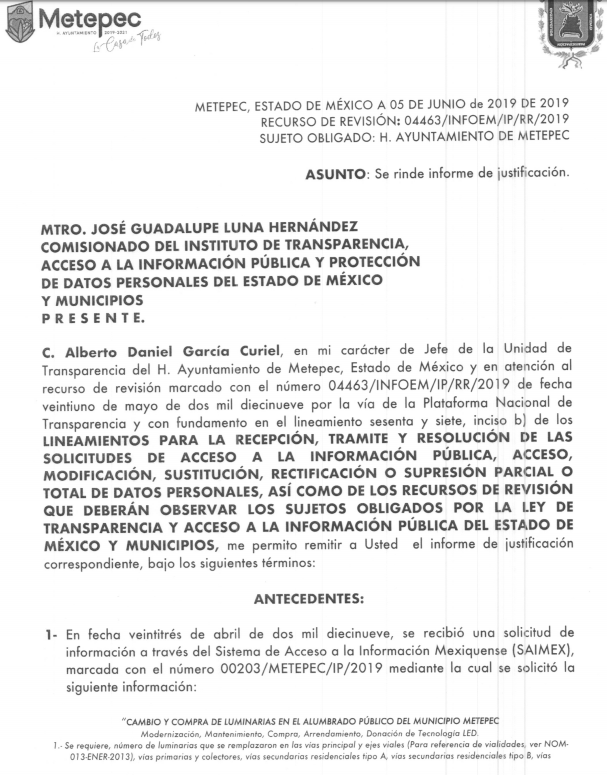 Metepec
H. AYUNTAMIENTO 2019-2021
La Casa de Todos
METEPEC, ESTADO DE MÉXICO A 05 DE JUNIO de 2019 DE 2019
RECURSO DE REVISIÓN: 04463/INFOEM/IP/RR/2019
SUJETO OBLIGADO: H. AYUNTAMIENTO DE METEPEC
ASUNTO: Se rinde informe de justificación.
MTRO. JOSÉ GUADALUPE LUNA HERNÁNDEZ
COMISIONADO DEL INSTITUTO DE TRANSPARENCIA,
ACCESO A LA INFORMACIÓN PÚBLICA Y PROTECCIÓN
DE DATOS PERSONALES DEL ESTADO DE MÉXICO
Y MUNICIPIOS
P R E S E N T E.
C. Alberto Daniel García Curiel, en mi carácter de Jefe de la Unidad de
Transparencia del H. Ayuntamiento de Metepec, Estado de México y en atención al
recurso de revisión marcado con el número 04463/INFOEM/IP/RR/2019 de fecha
veintiuno de mayo de dos mil diecinueve por la vía de la Plataforma Nacional de
Transparencia y con fundamento en el lineamiento sesenta y siete, inciso b) de los
LINEAMIENTOS PARA LA RECEPCIÓN, TRAMITE Y RESOLUCIÓN DE LAS
SOLICITUDES DE ACCESO A LA INFORMACIÓN PÚBLICA, ACCESO,
MODIFICACIÓN, SUSTITUCIÓN, RECTIFICACIÓN O SUPRESIÓN PARCIAL O
TOTAL DE DATOS PERSONALES, ASÍ COMO DE LOS RECURSOS DE REVISIÓN
QUE DEBERÁN OBSERVAR LOS SUJETOS OBLIGADOS POR LA LEY DE
TRANSPARENCIA Y ACCESO A LA INFORMACIÓN PÚBLICA DEL ESTADO DE
MÉXICO Y MUNICIPIOS, me permito remitir a Usted el informe de justificación
correspondiente, bajo los siguientes términos:
ANTECEDENTES:
1- En fecha veintitrés de abril de dos mil diecinueve, se recibió una solicitud de
información a través del Sistema de Acceso a la Información Mexiquense (SAIMEX),
marcada con el número 00203/METEPEC/IP/2019 mediante la cual se solicitó la
siguiente información:
"CAMBIO Y COMPRA DE LUMINARIAS EN EL ALUMBRADO PÚBLICO DEL MUNICIPIO METEPEC
Modernización, Mantenimiento, Compra, Arrendamiento, Donación de Tecnología LED.
1.- Se requiere, número de luminarias que se remplazaron en las vías principal y ejes viales (Para referencia de vialidades, ver NOM-
013-ENER-2013), vías primarias y colectores, vías secundarias residenciales tipo A, vías secundarias residenciales tipo B, vías